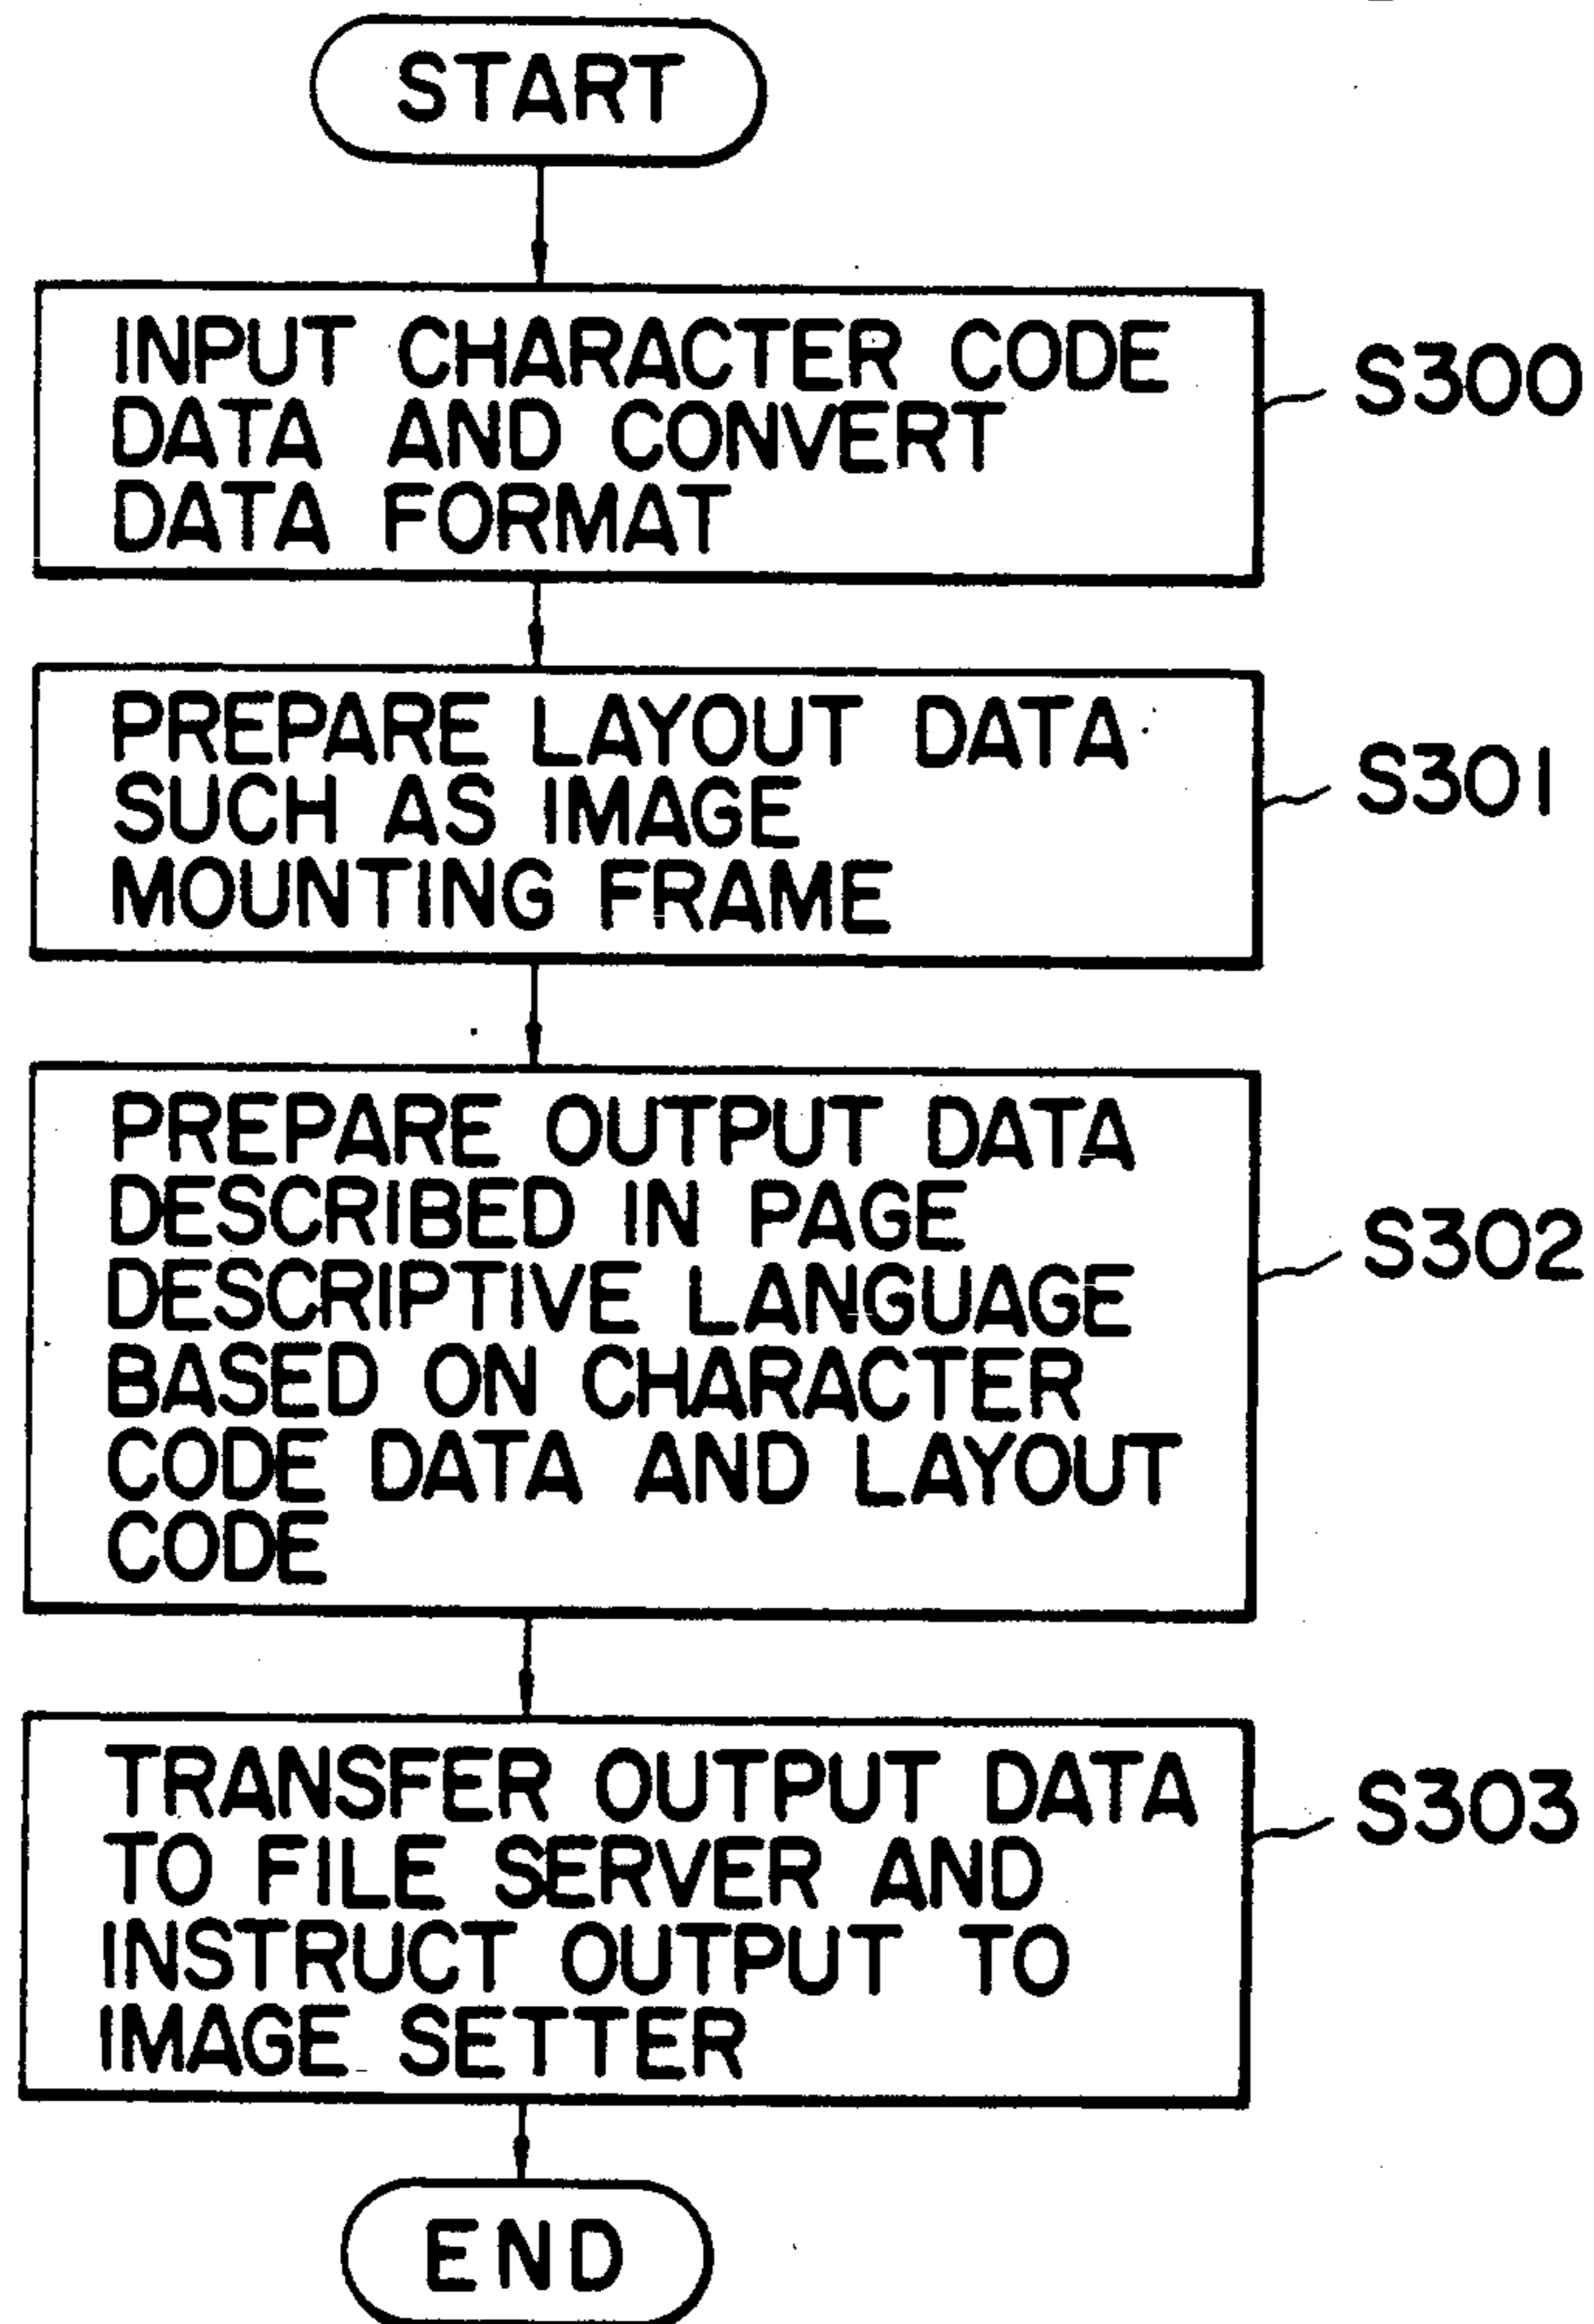 START
INPUT CHARACTER CODE
DATA AND CONVERT
DATA FORMAT
S300
PREPARE LAYOUT DATA
SUCH AS IMAGE
MOUNTING FRAME
S301
PREPARE OUTPUT DATA
DESCRIBED IN PAGE
DESCRIPTIVE LANGUAGE
BASED ON CHARACTER
CODE DATA AND LAYOUT
CODE
S302
TRANSFER OUTPUT DATA
TO FILE SERVER AND
INSTRUCT OUTPUT TO
IMAGE SETTER
S303
END